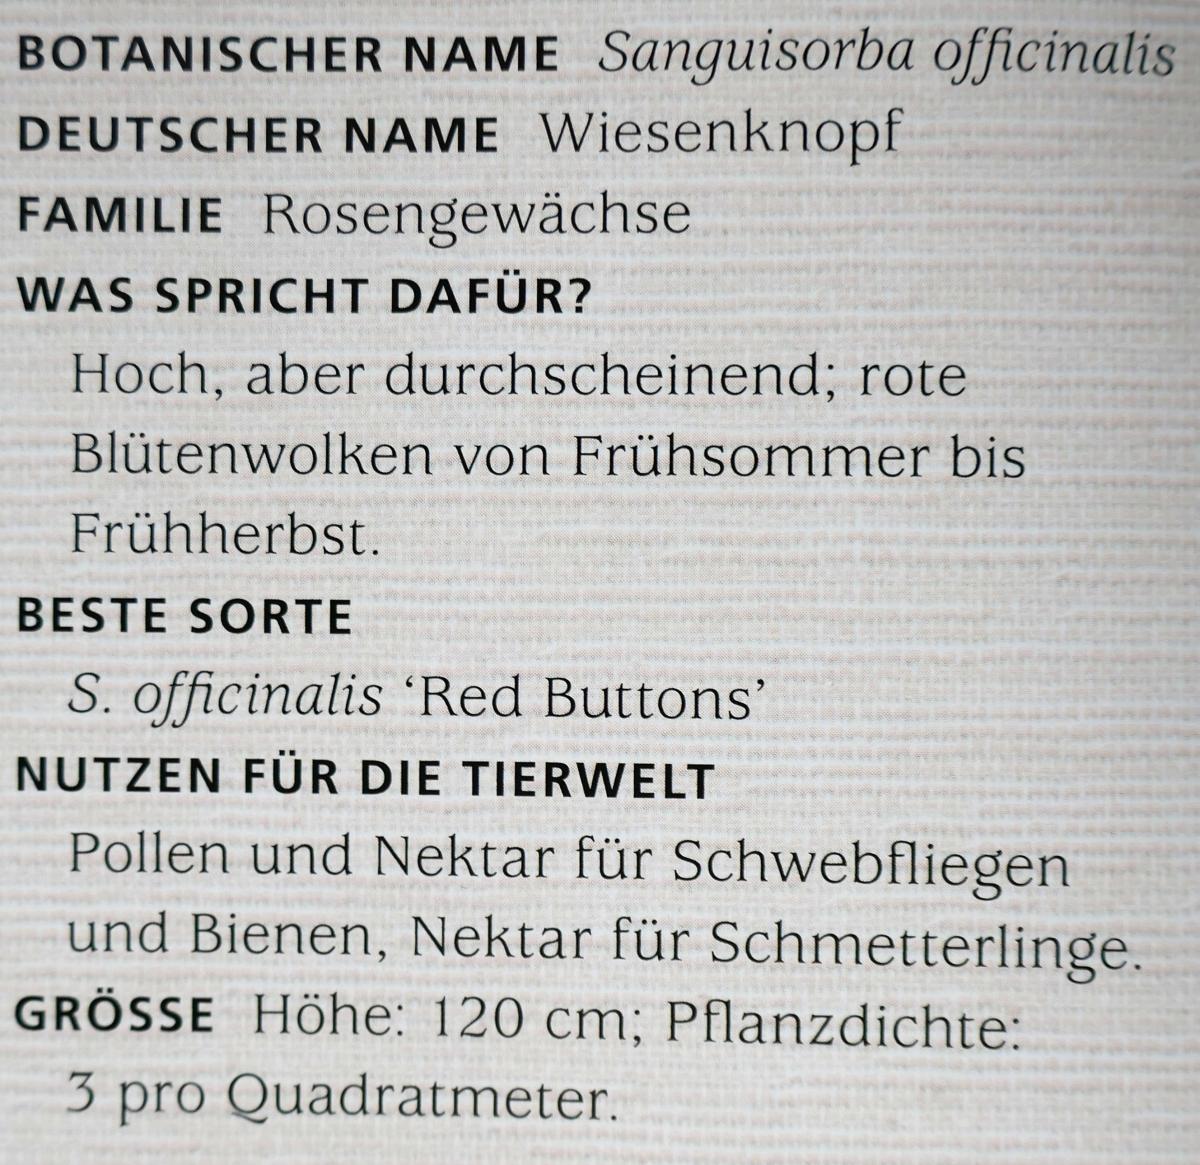 BOTANISCHER NAME Sanguisorba officinalis
DEUTSCHER NAME Wiesenknopf
FAMILIE Rosengewächse
WAS SPRICHT DAFÜR?
Hoch, aber durchscheinend; rote
Blütenwolken von Frühsommer bis
Frühherbst.
BESTE SORTE
S. officinalis ‘Red Buttons’
NUTZEN FÜR DIE TIERWELT
Pollen und Nektar für Schwebfliegen
und Bienen, Nektar für Schmetterlinge.
GRÖSSE Höhe: 120 cm; Pflanzdichte:
3 pro Quadratmeter.